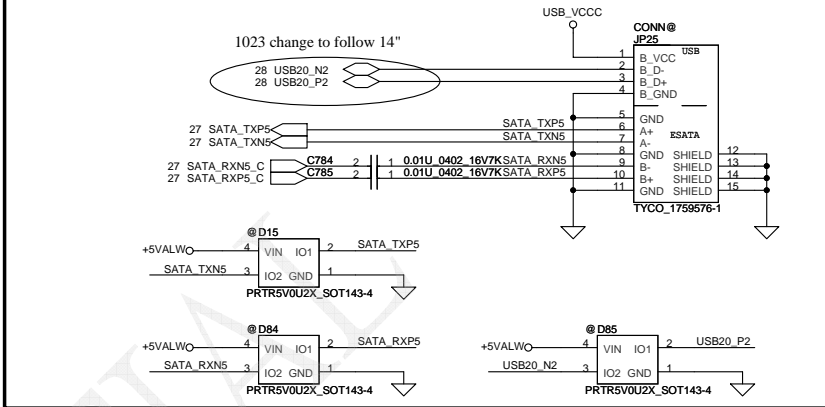 USB_VCCC
1023 change to follow 14"
CONN@
JP25
USB
1 B_VCC
28 USB20_N2 2 B_D-
28 USB20_P2 3 B_D+
4 B_GND
5 GND
27 SATA_TXP5 SATA_TXP5 6 A+
ESATA
27 SATA_TXN5 SATA_TXN5 7 A-
8 GND SHIELD 12
27 SATA_RXN5_C C784 2 1 0.01U_0402_16V7K SATA_RXN5 9 B- SHIELD 13
27 SATA_RXP5_C C785 2 1 0.01U_0402_16V7K SATA_RXP5 10 B+ SHIELD 14
11 GND SHIELD 15
TYCO_1759576-1
@D15
+5VALW 4 VIN IO1 2 SATA_TXP5
SATA_TXN5 3 IO2 GND 1
PRTR5V0U2X_SOT143-4
@D84
+5VALW 4 VIN IO1 2 SATA_RXP5
SATA_RXN5 3 IO2 GND 1
PRTR5V0U2X_SOT143-4
@D85
+5VALW 4 VIN IO1 2 USB20_P2
USB20_N2 3 IO2 GND 1
PRTR5V0U2X_SOT143-4